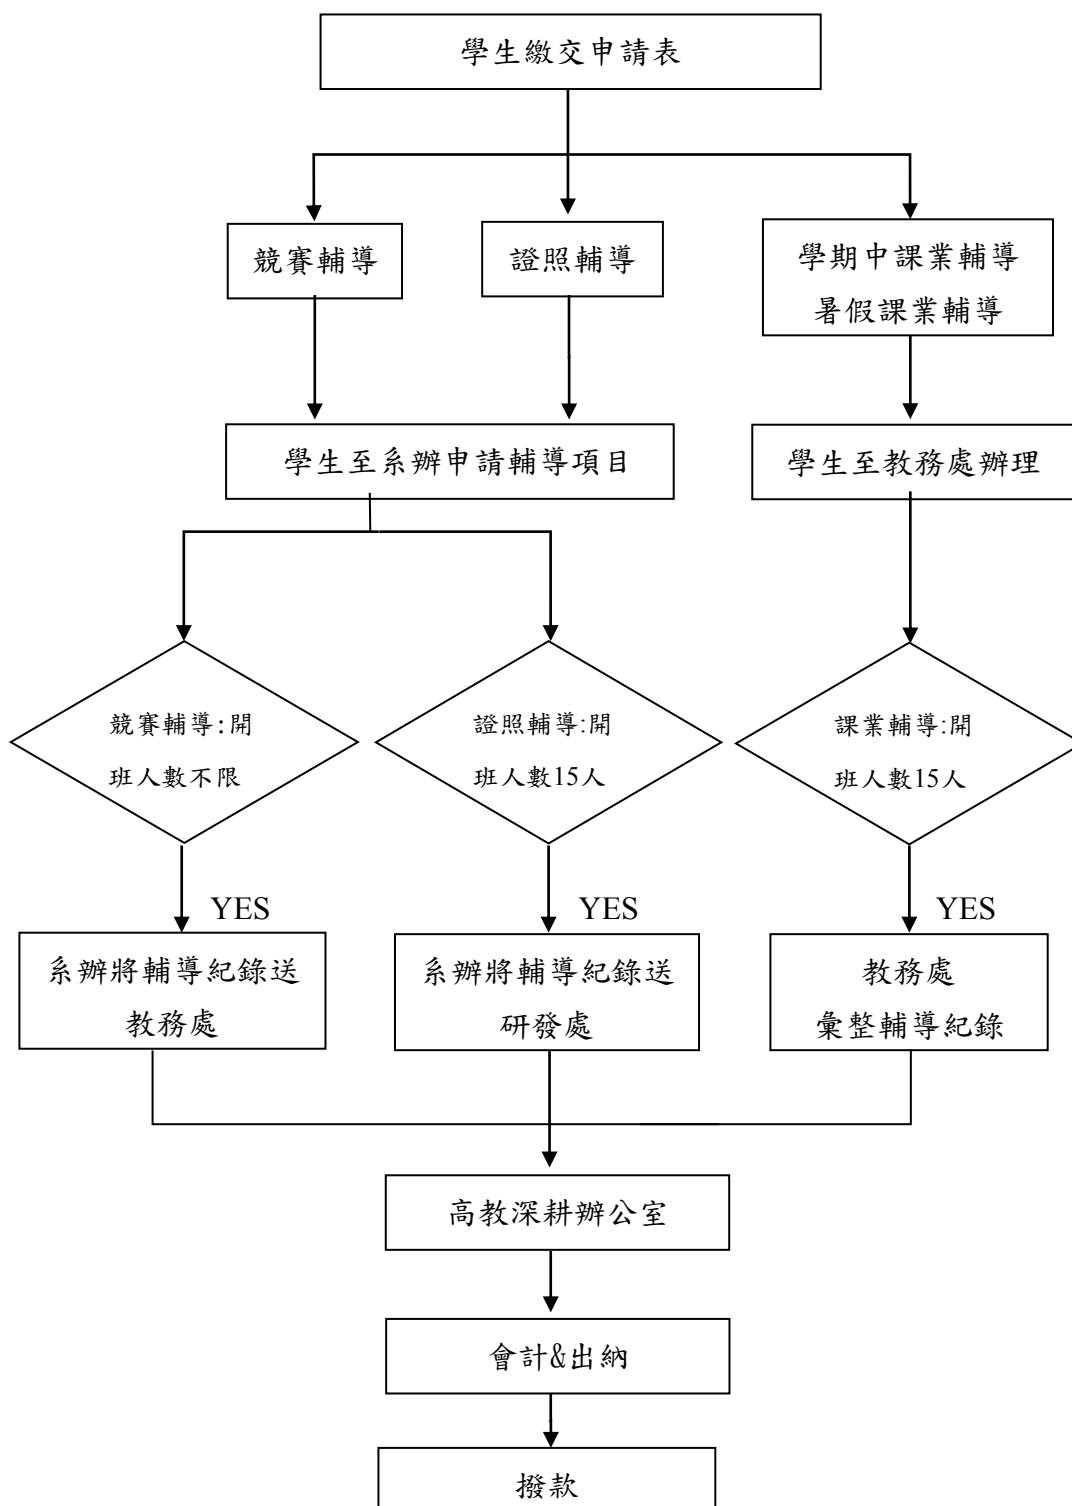 學生繳交申請表
競賽輔導
證照輔導
學期中課業輔導
暑假課業輔導
學生至系辦申請輔導項目
學生至教務處辦理
競賽輔導:開
班人數不限
證照輔導:開
班人數15人
課業輔導:開
班人數15人
YES
YES
YES
系辦將輔導紀錄送
教務處
系辦將輔導紀錄送
研發處
教務處
彙整輔導紀錄
高教深耕辦公室
會計&出納
撥款